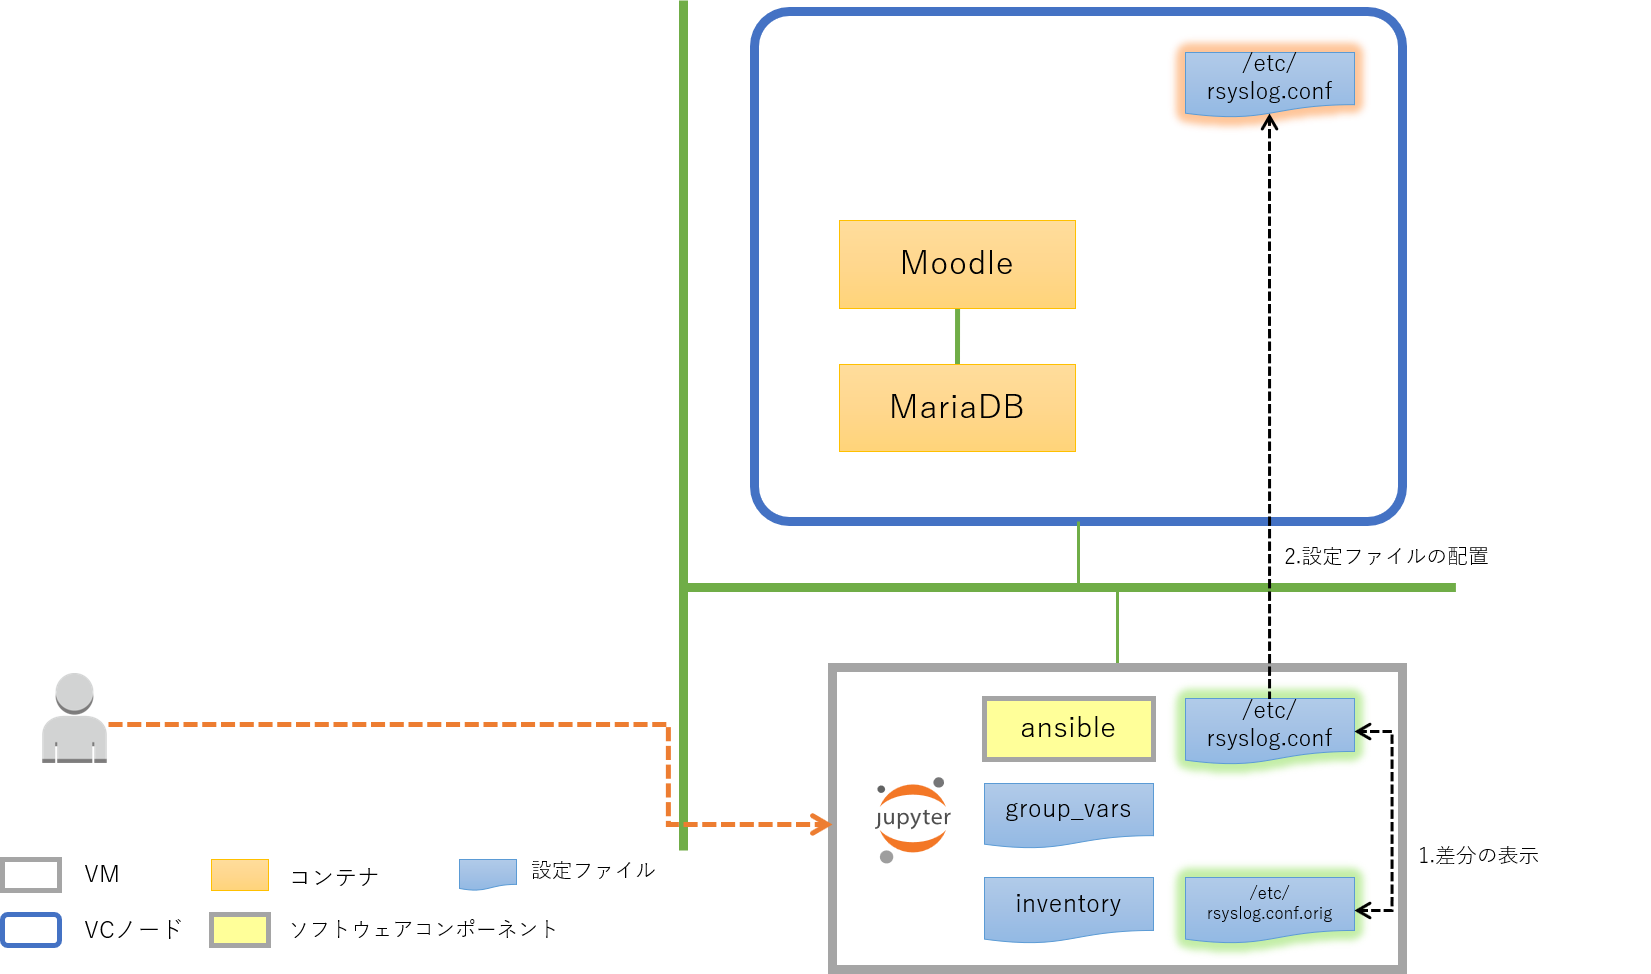 /etc/
rsyslog.conf
Moodle
MariaDB
2.設定ファイルの配置
ansible
/etc/
rsyslog.conf
group_vars
jupyter
1.差分の表示
inventory
/etc/
rsyslog.conf.orig
VM
コンテナ
設定ファイル
VCノード
ソフトウェアコンポーネント